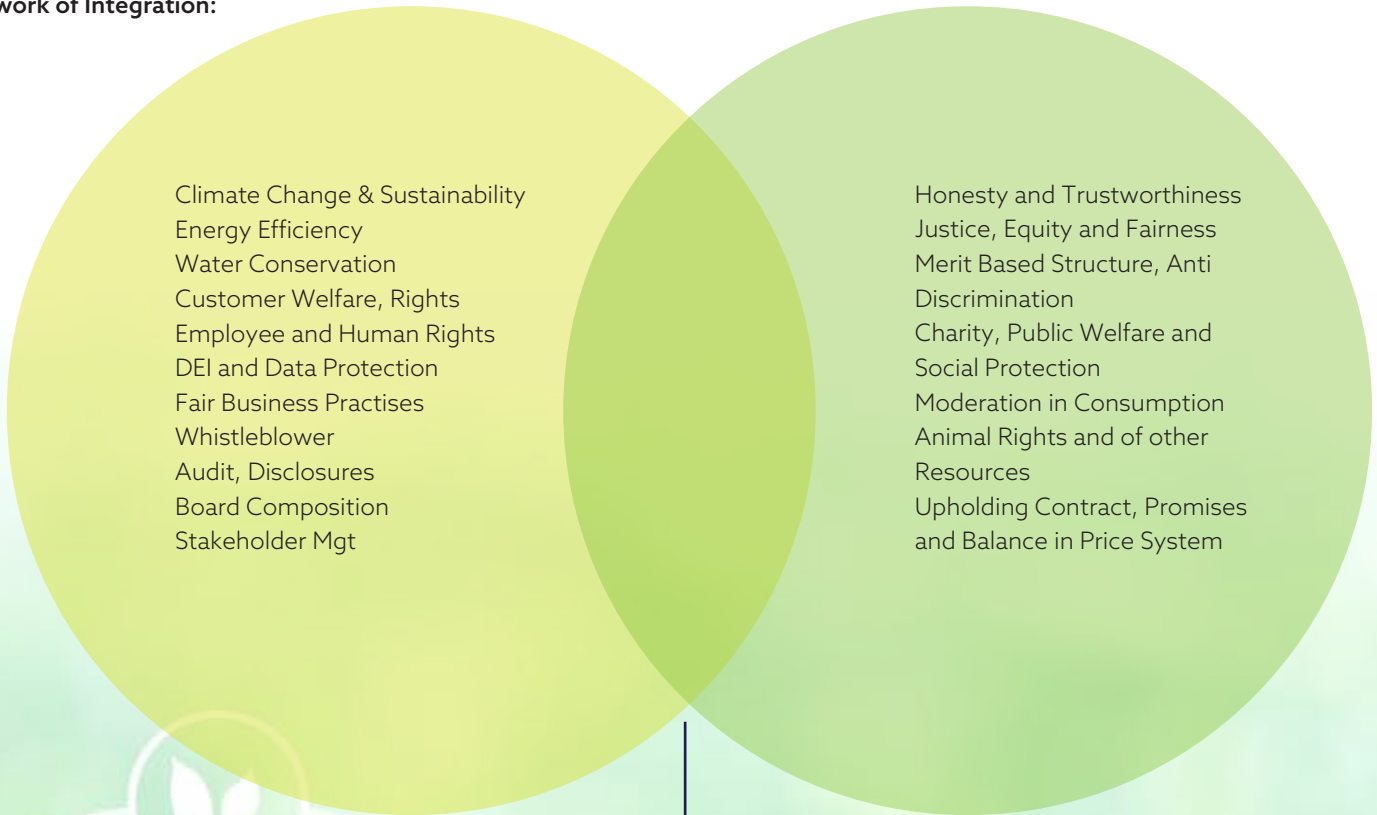 work of Integration:
Climate Change & Sustainability
Energy Efficiency
Water Conservation
Customer Welfare, Rights
Employee and Human Rights
DEI and Data Protection
Fair Business Practises
Whistleblower
Audit, Disclosures
Board Composition
Stakeholder Mgt
Honesty and Trustworthiness
Justice, Equity and Fairness
Merit Based Structure, Anti
Discrimination
Charity, Public Welfare and
Social Protection
Moderation in Consumption
Animal Rights and of other
Resources
Upholding Contract, Promises
and Balance in Price System